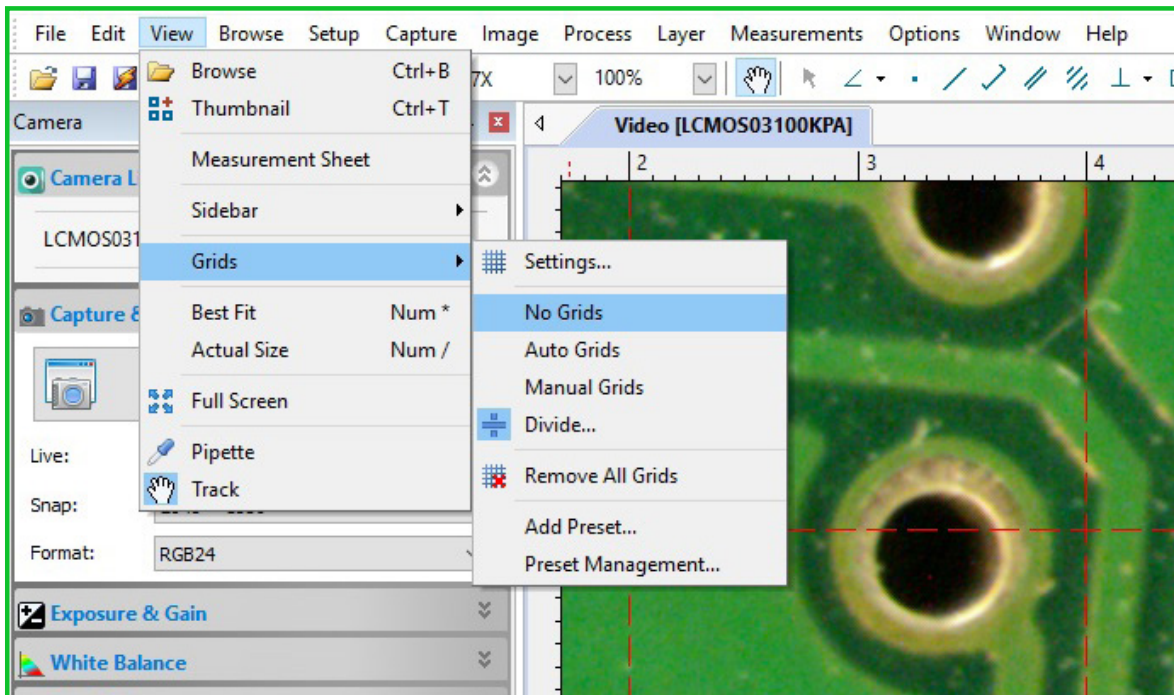 File Edit View Browse Setup Capture Image Process Layer Measurements Options Window Help
Browse Ctrl+B
7X 100%
Thumbnail Ctrl+T
Camera
Video [LCMOS03100KPA]
Measurement Sheet
2 3 4
Camera L
Sidebar
LCMOS031
Grids
Settings...
Capture &
Best Fit Num *
No Grids
Actual Size Num /
Auto Grids
Manual Grids
Full Screen
Divide...
Live:
Pipette
Remove All Grids
Track
Snap:
Add Preset...
Format: RGB24
Preset Management...
Exposure & Gain
White Balance